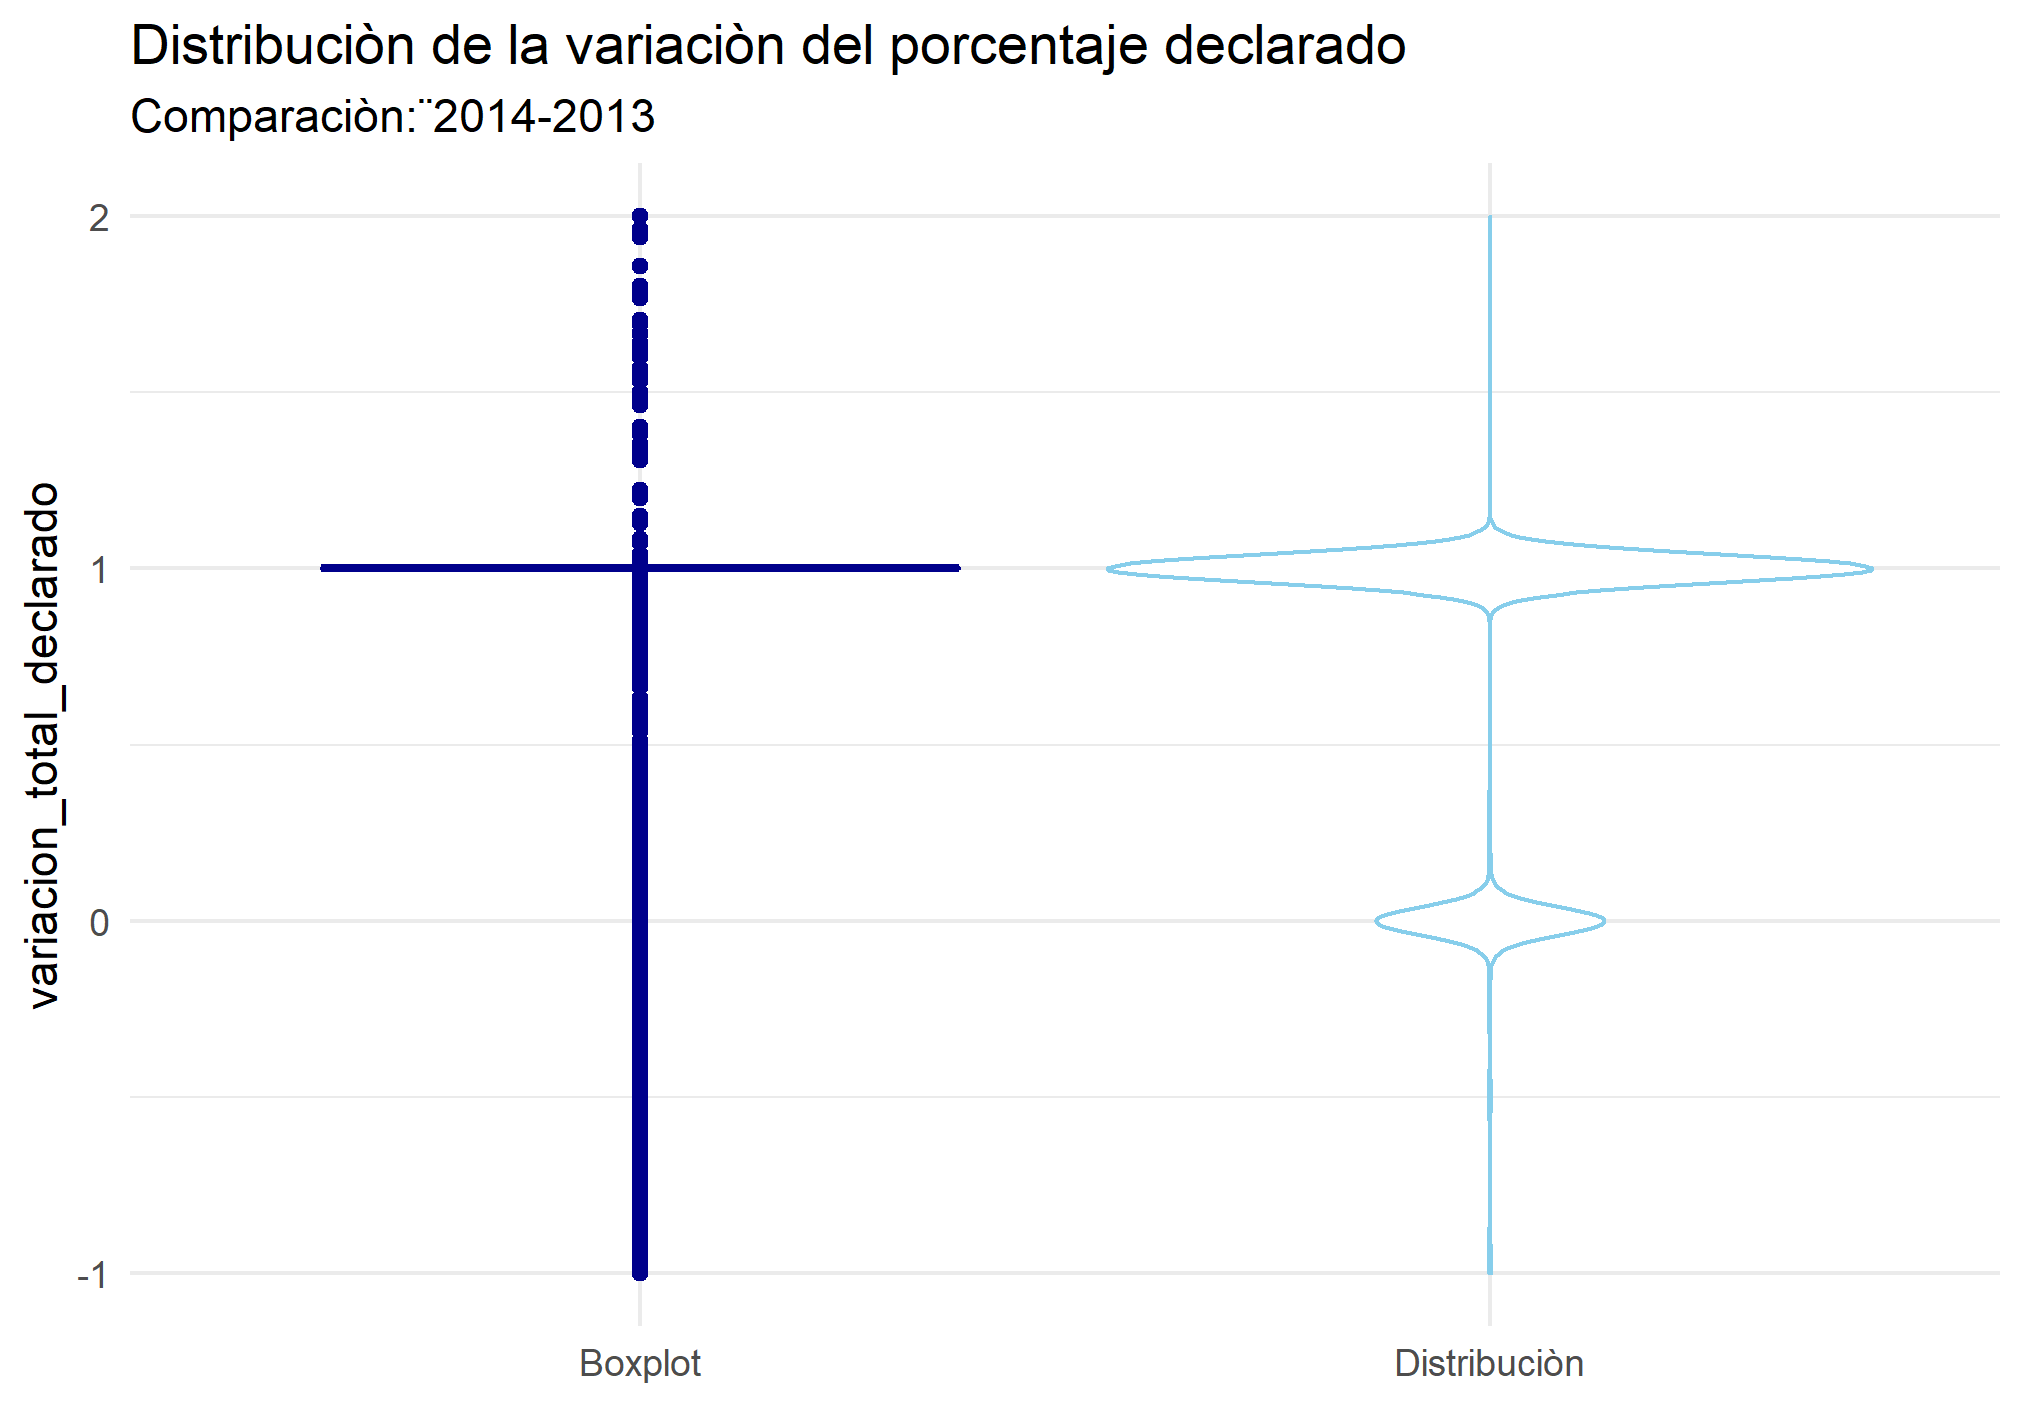 Distribuciòn de la variaciòn del porcentaje declarado
Comparaciòn:¨2014-2013
variacion_total_declarado
2
1
0
-1
Boxplot
Distribuciòn